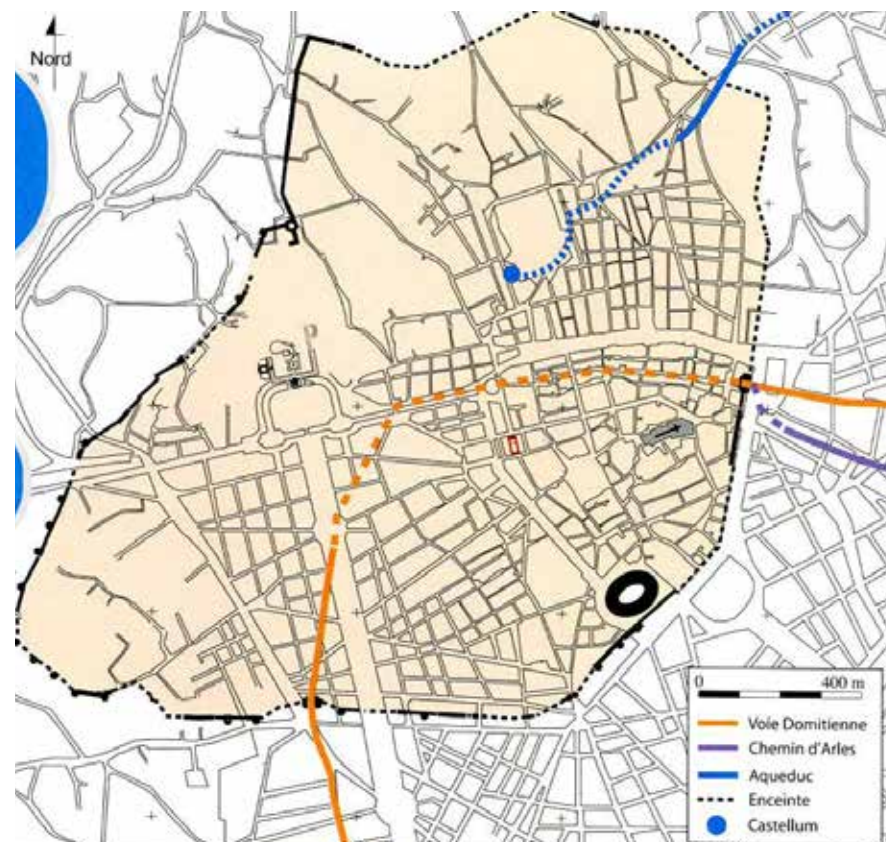 Nord
0 400 m
Voie Domitienne
Chemin d'Arles
Aqueduc
Enceinte
Castellum